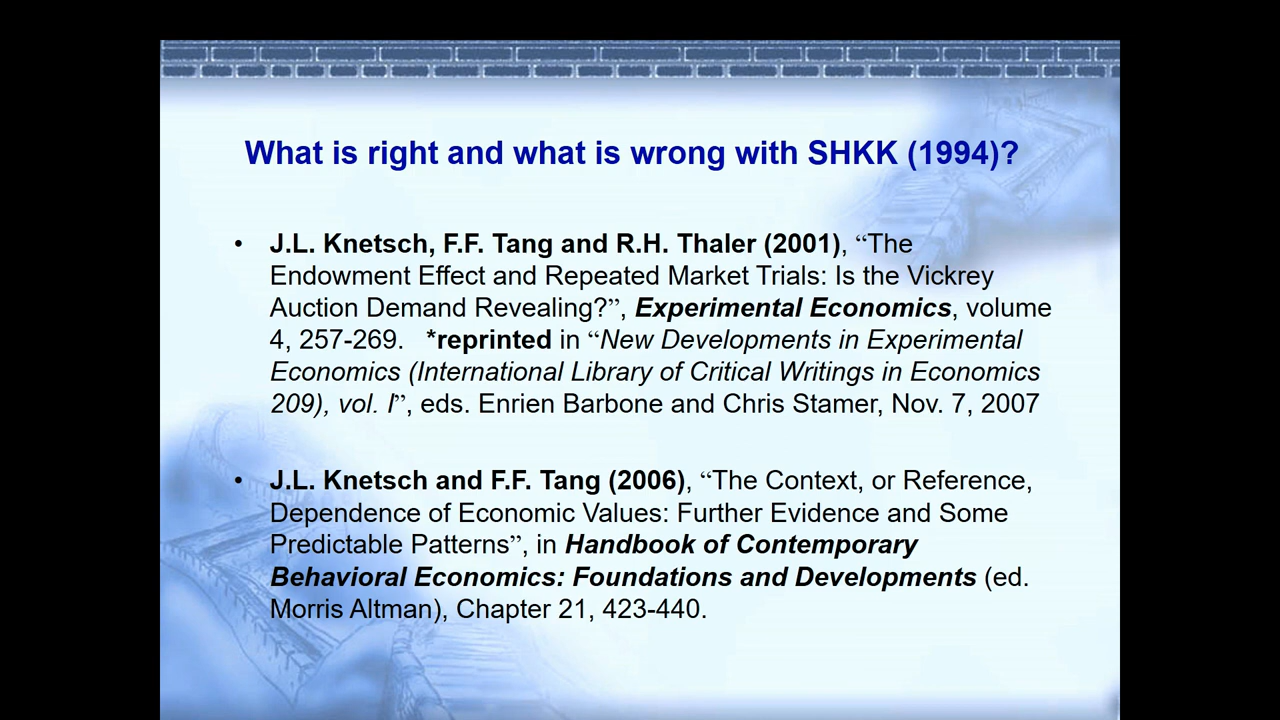 What is right and what is wrong with SHKK (1994)?
• J.L. Knetsch, F.F. Tang and R.H. Thaler (2001), “The
Endowment Effect and Repeated Market Trials: Is the Vickrey
Auction Demand Revealing?”, Experimental Economics, volume
4, 257-269. *reprinted in “New Developments in Experimental
Economics (International Library of Critical Writings in Economics
209), vol. I”, eds. Enrien Barbone and Chris Stamer, Nov. 7, 2007
• J.L. Knetsch and F.F. Tang (2006), “The Context, or Reference,
Dependence of Economic Values: Further Evidence and Some
Predictable Patterns”, in Handbook of Contemporary
Behavioral Economics: Foundations and Developments (ed.
Morris Altman), Chapter 21, 423-440.